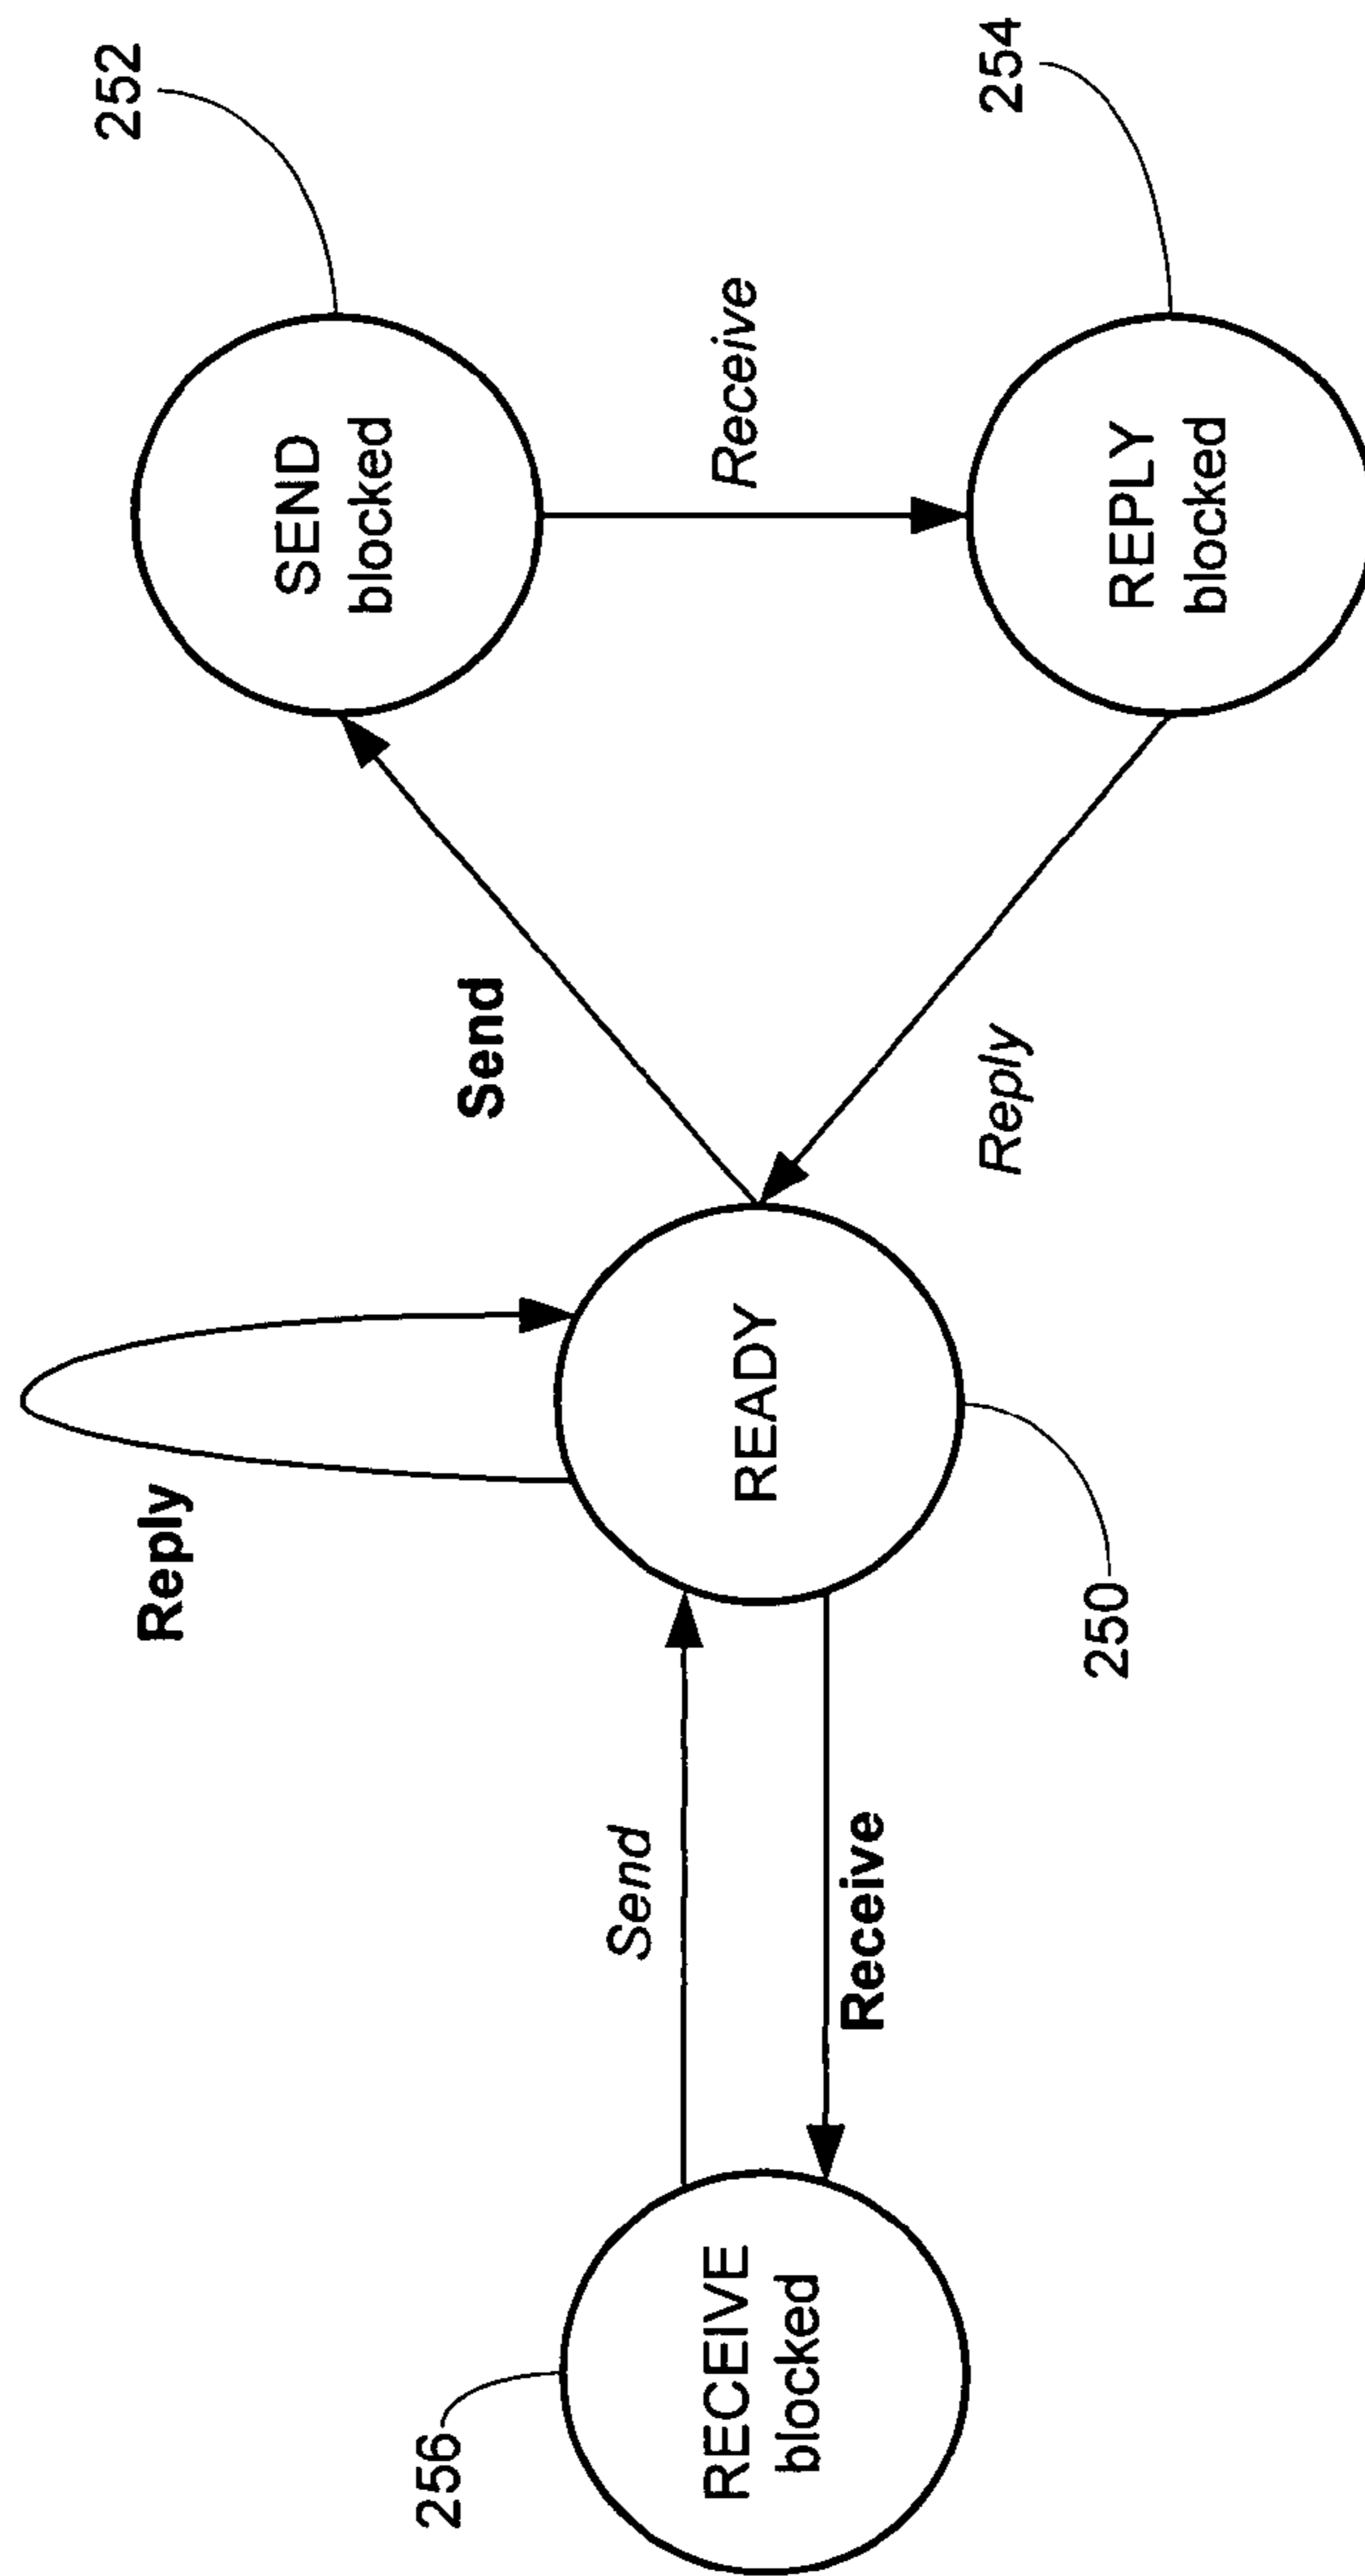 252
254
SEND
blocked
Receive
REPLY
blocked
Send
Reply
Reply
READY
250
Send
Receive
RECEIVE
blocked
256